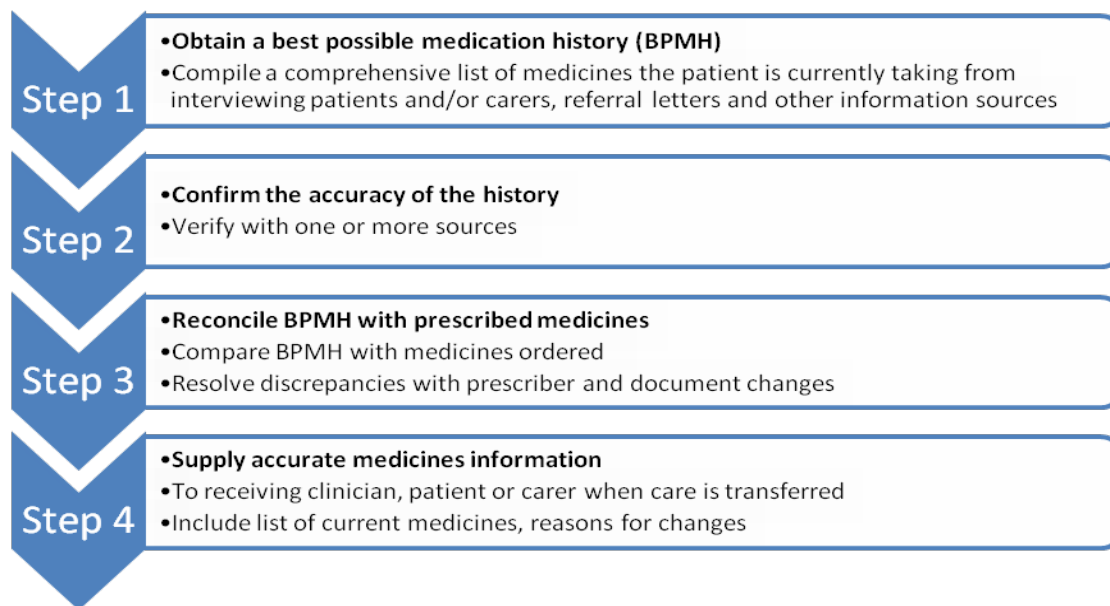 Step 1
•Obtain a best possible medication history (BPMH)
•Compile a comprehensive list of medicines the patient is currently taking from
interviewing patients and/or carers, referral letters and other information sources
Step 2
•Confirm the accuracy of the history
•Verify with one or more sources
Step 3
•Reconcile BPMH with prescribed medicines
•Compare BPMH with medicines ordered
•Resolve discrepancies with prescriber and document changes
Step 4
•Supply accurate medicines information
•To receiving clinician, patient or carer when care is transferred
•Include list of current medicines, reasons for changes